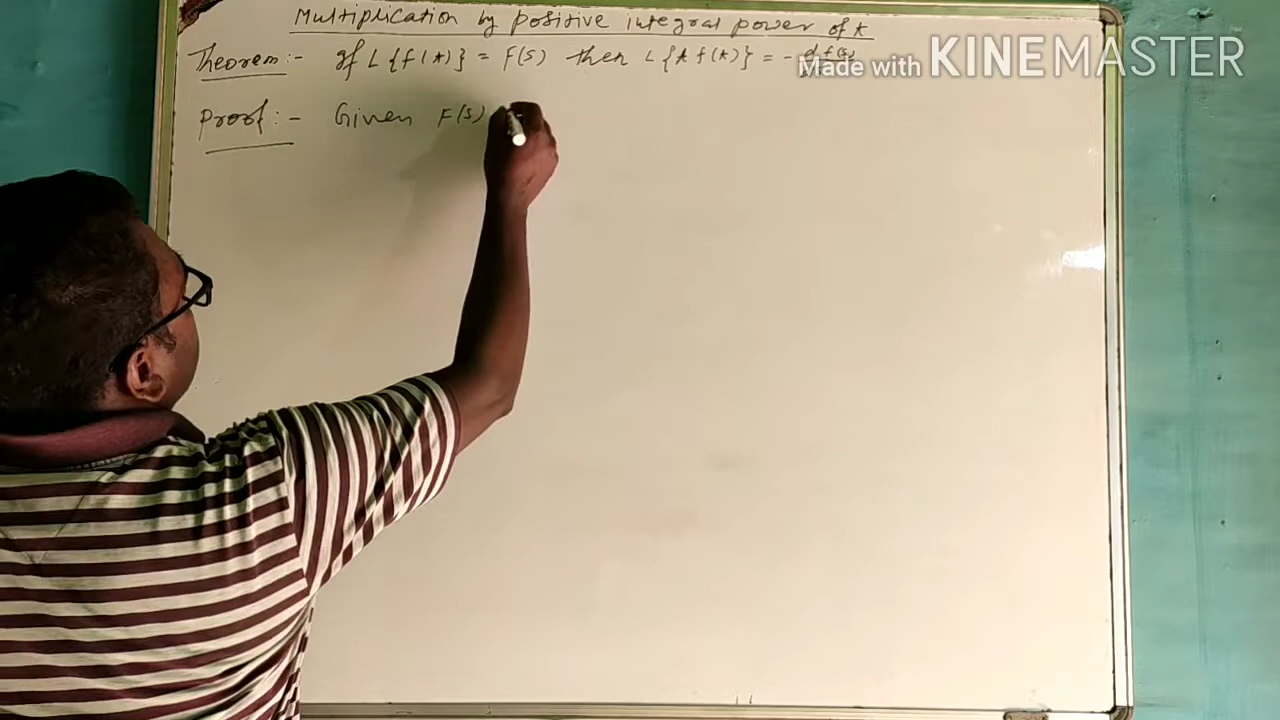 Multiplication by positive integral power of t
Theorem:- If L{f(t)} = F(s) then L{t f(t)} = -
Made with KINEMASTER
Proof:- Given F(s)